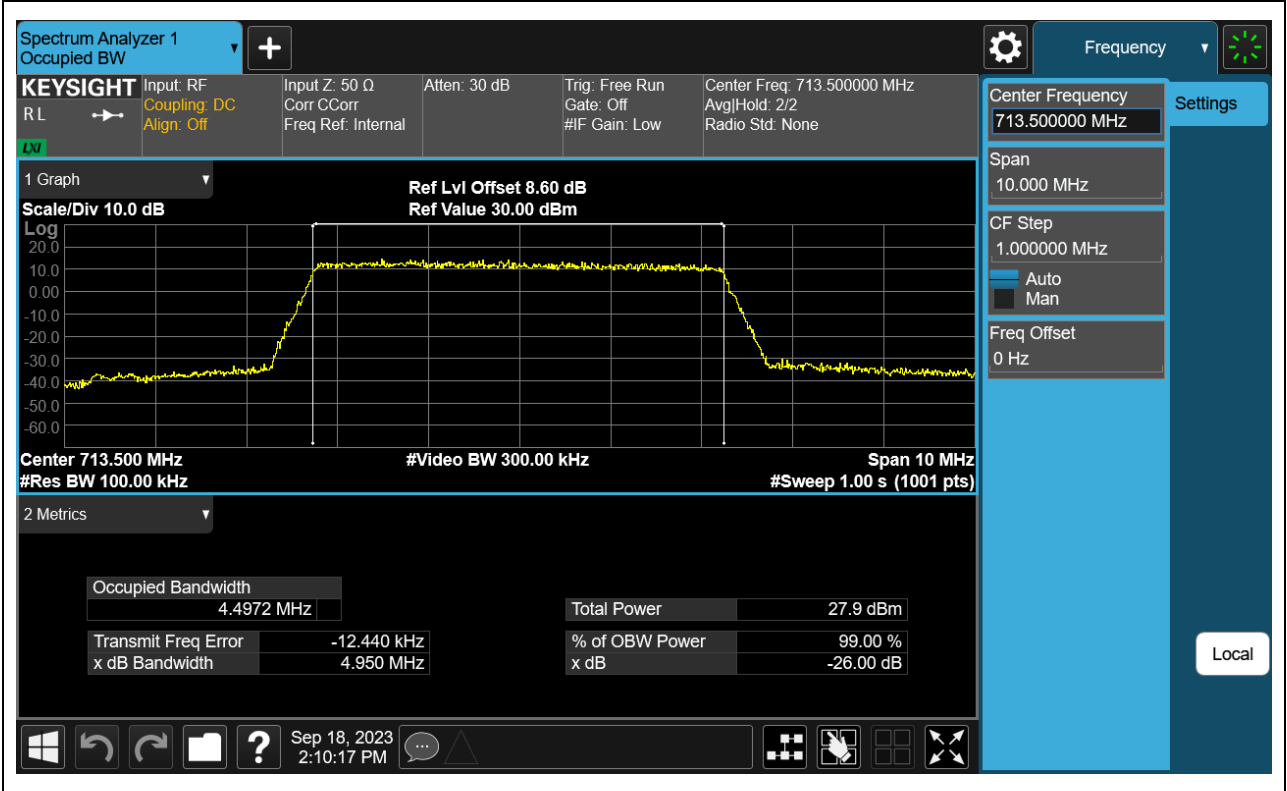 Spectrum Analyzer 1
Occupied BW
Frequency
KEYSIGHT
R L
LXI
Input: RF
Coupling: DC
Align: Off
Input Z: 50 Ω
Corr CCorr
Freq Ref: Internal
Atten: 30 dB
Trig: Free Run
Gate: Off
#IF Gain: Low
Center Freq: 713.500000 MHz
Avg|Hold: 2/2
Radio Std: None
Center Frequency
713.500000 MHz
Settings
Span
10.000 MHz
CF Step
1.000000 MHz
Auto
Man
Freq Offset
0 Hz
Local
1 Graph
Scale/Div 10.0 dB
Ref Lvl Offset 8.60 dB
Ref Value 30.00 dBm
Log
20.0
10.0
0.00
-10.0
-20.0
-30.0
-40.0
-50.0
-60.0
Center 713.500 MHz
#Video BW 300.00 kHz
Span 10 MHz
#Res BW 100.00 kHz
#Sweep 1.00 s (1001 pts)
2 Metrics
Occupied Bandwidth
4.4972 MHz
Total Power 27.9 dBm
Transmit Freq Error -12.440 kHz
% of OBW Power 99.00 %
x dB Bandwidth 4.950 MHz
x dB -26.00 dB
?
Sep 18, 2023
2:10:17 PM